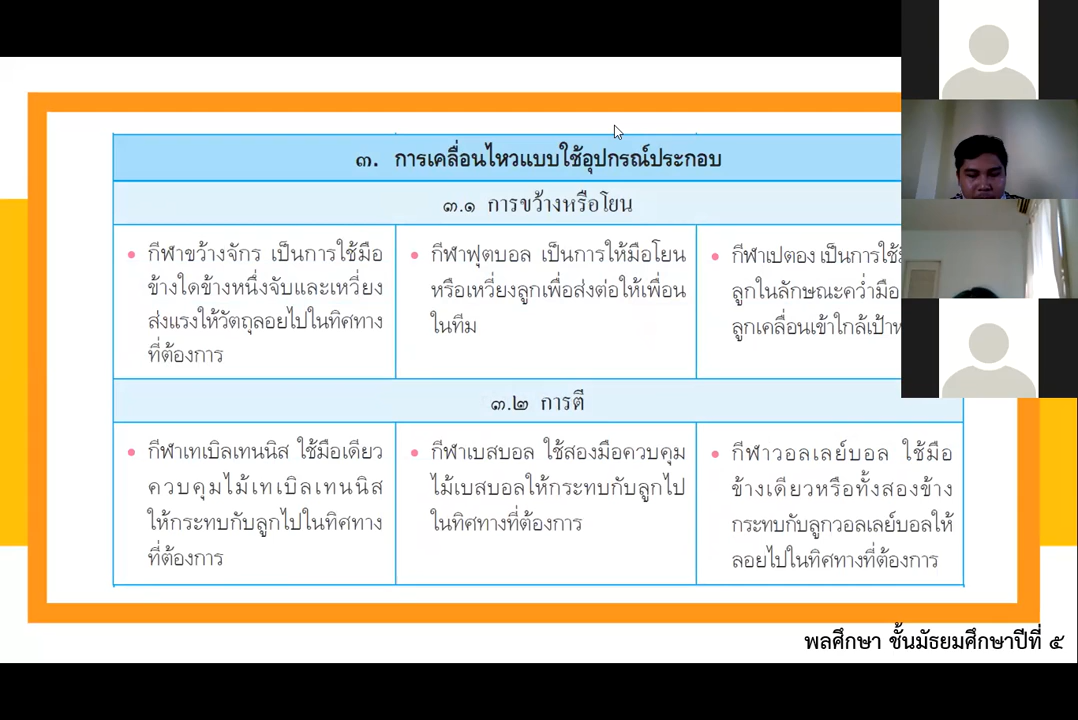 ๓. การเคลื่อนไหวแบบใช้อุปกรณ์ประกอบ
๓.๑ การขว้างหรือโยน
• กีฬาขว้างจักร เป็นการใช้มือ
ข้างใดข้างหนึ่งจับและเหวี่ยง
ส่งแรงให้วัตถุลอยไปในทิศทาง
ที่ต้องการ
• กีฬาฟุตบอล เป็นการให้มือโยน
หรือเหวี่ยงลูกเพื่อส่งต่อให้เพื่อน
ในทีม
• กีฬาเปตอง เป็นการใช้
ลูกในลักษณะคว่ำมือ
ลูกเคลื่อนเข้าใกล้
๓.๒ การตี
• กีฬาเทเบิลเทนนิส ใช้มือเดียว
ควบคุมไม้เทเบิลเทนนิส
ให้กระทบกับลูกไปในทิศทาง
ที่ต้องการ
• กีฬาเบสบอล ใช้สองมือควบคุม
ไม้เบสบอลให้กระทบกับลูกไป
ในทิศทางที่ต้องการ
• กีฬาวอลเลย์บอล ใช้มือ
ข้างเดียวหรือทั้งสองข้าง
กระทบกับลูกวอลเลย์บอลให้
ลอยไปในทิศทางที่ต้องการ
พลศึกษา ชั้นมัธยมศึกษาปีที่ ๕